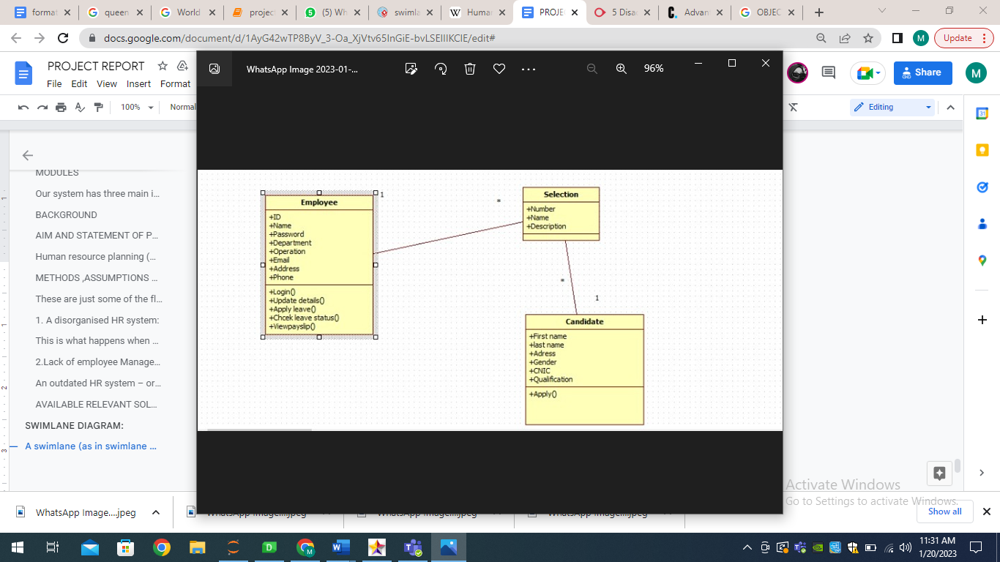 format
queen
World
project
5
(5) Wh
swimla
Human
PROJEC
5 Disa
Advan
OBJEC
docs.google.com/document/d/1AyG42wTP8ByV_3-Oa_XjVtv65InGiE-bvLSEIIIKCIE/edit#
M
Update
PROJECT REPORT
File Edit View Insert Format
Share
M
100%
Normal
Editing
WhatsApp Image 2023-01-...
96%
MODULES
Our system has three main i...
BACKGROUND
AIM AND STATEMENT OF P...
Human resource planning (...
METHODS ,ASSUMPTIONS ...
These are just some of the fl...
1. A disorganised HR system:
This is what happens when ...
2.Lack of employee Manage...
An outdated HR system – or...
AVAILABLE RELEVANT SOL...
SWIMLANE DIAGRAM:
A swimlane (as in swimlane ...
Employee
+ID
+Name
+Password
+Department
+Operation
+Email
+Address
+Phone
+Login()
+Update details()
+Apply leave()
+Chcek leave status()
+Viewpayslip()
1
*
Selection
+Number
+Name
+Description
*
1
Candidate
+First name
+last name
+Adress
+Gender
+CNIC
+Qualification
+Apply()
Activate Windows
Go to Settings to activate Windows.
WhatsApp Image....jpeg
WhatsApp Image....jpeg
WhatsApp Image....jpeg
WhatsApp Image....jpeg
Show all
11:31 AM
1/20/2023